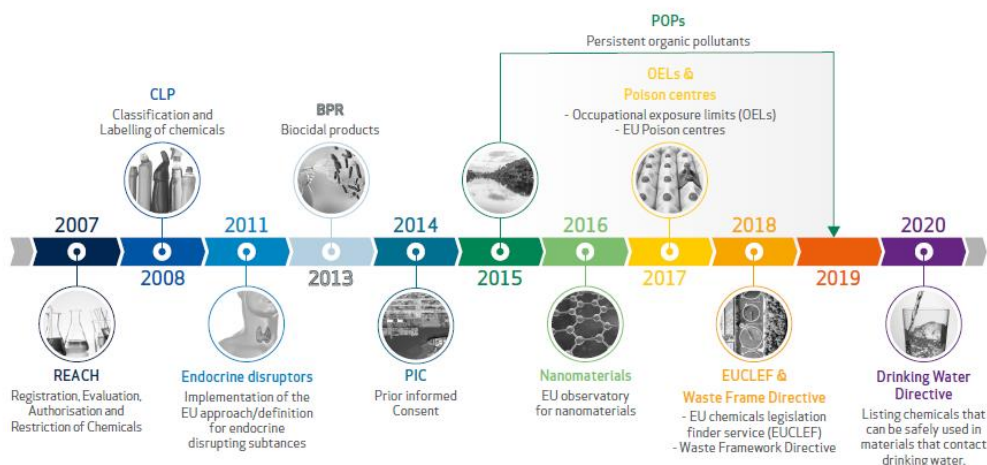 POPs
Persistent organic pollutants
CLP
Classification and
Labelling of chemicals
BPR
Biocidal products
OELs &
Poison centres
- Occupational exposure limits (OELs)
- EU Poison centres
2007
2008
2011
2013
2014
2015
2016
2017
2018
2019
2020
REACH
Registration, Evaluation,
Authorisation and
Restriction of Chemicals
Endocrine disruptors
Implementation of the
EU approach/definition
for endocrine
disrupting subtances
PIC
Prior informed
Consent
Nanomaterials
EU observatory
for nanomaterials
EUCLEF &
Waste Frame Directive
- EU chemicals legislation
finder service (EUCLEF)
- Waste Framework Directive
Drinking Water
Directive
Listing chemicals that
can be safely used in
materials that contact
drinking water.